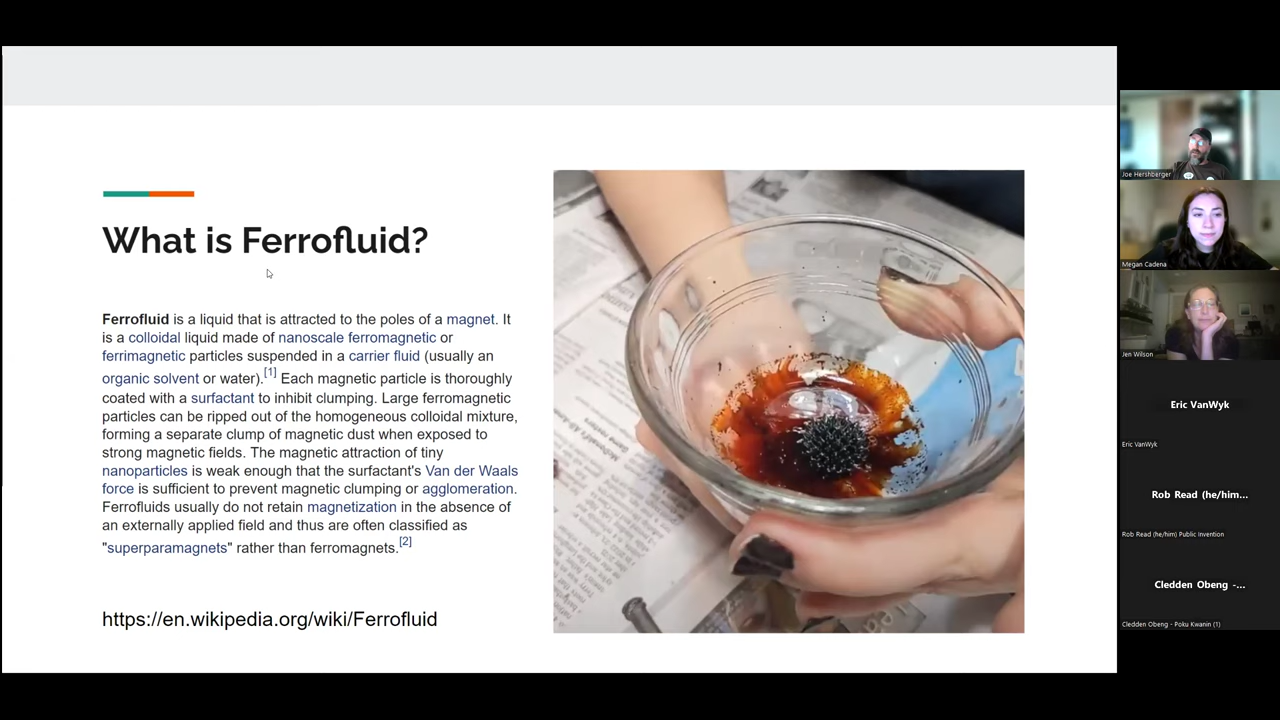 What is Ferrofluid?
Ferrofluid is a liquid that is attracted to the poles of a magnet. It
is a colloidal liquid made of nanoscale ferromagnetic or
ferrimagnetic particles suspended in a carrier fluid (usually an
organic solvent or water).[1] Each magnetic particle is thoroughly
coated with a surfactant to inhibit clumping. Large ferromagnetic
particles can be ripped out of the homogeneous colloidal mixture,
forming a separate clump of magnetic dust when exposed to
strong magnetic fields. The magnetic attraction of tiny
nanoparticles is weak enough that the surfactant's Van der Waals
force is sufficient to prevent magnetic clumping or agglomeration.
Ferrofluids usually do not retain magnetization in the absence of
an externally applied field and thus are often classified as
"superparamagnets" rather than ferromagnets.[2]
https://en.wikipedia.org/wiki/Ferrofluid
Joe Hershberger
Megan Cadena
Jen Wilson
Eric VanWyk
Eric VanWyk
Rob Read (he/him...
Rob Read (he/him) Public Invention
Cledden Obeng -...
Cledden Obeng - Poku Kwanin (1)